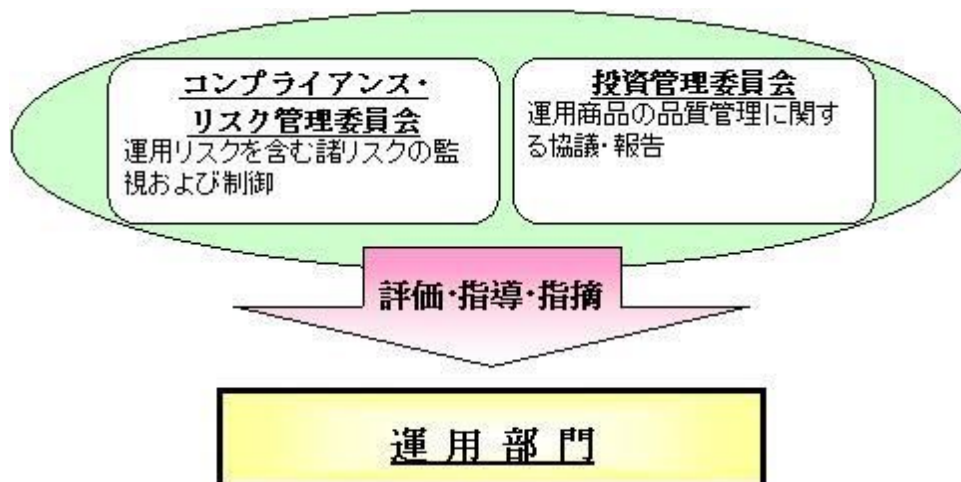 コンプライアンス・
リスク管理委員会
運用リスクを含む諸リスクの監
視および制御
投資管理委員会
運用商品の品質管理に関す
る協議・報告
評価・指導・指摘
運用部門